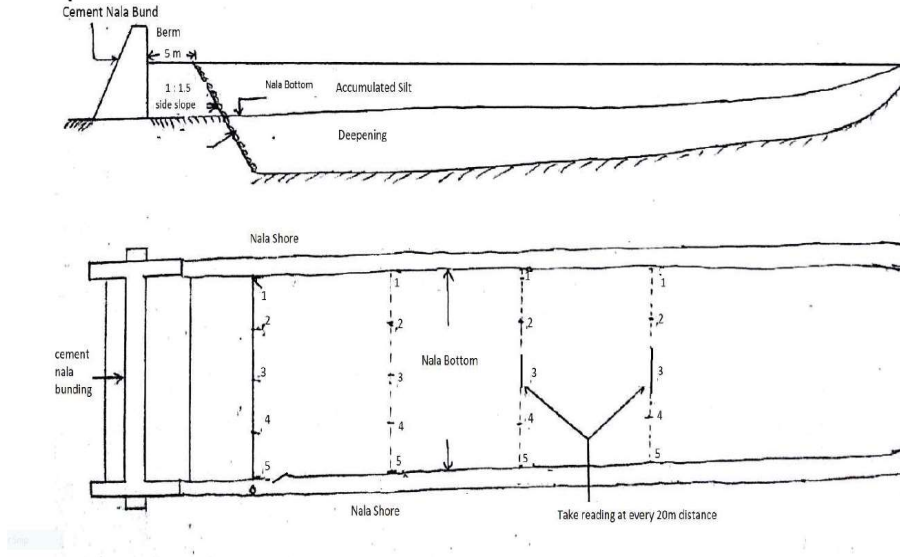 Cement Nala Bund
Berm
5 m
1 : 1.5
side slope
Nala Bottom
Accumulated Silt
Deepening
Nala Shore
1
2
3
4
5
1
2
3
4
5
Nala Bottom
1
2
3
4
5
1
2
3
4
5
cement
nala
bunding
Nala Shore
Take reading at every 20m distance